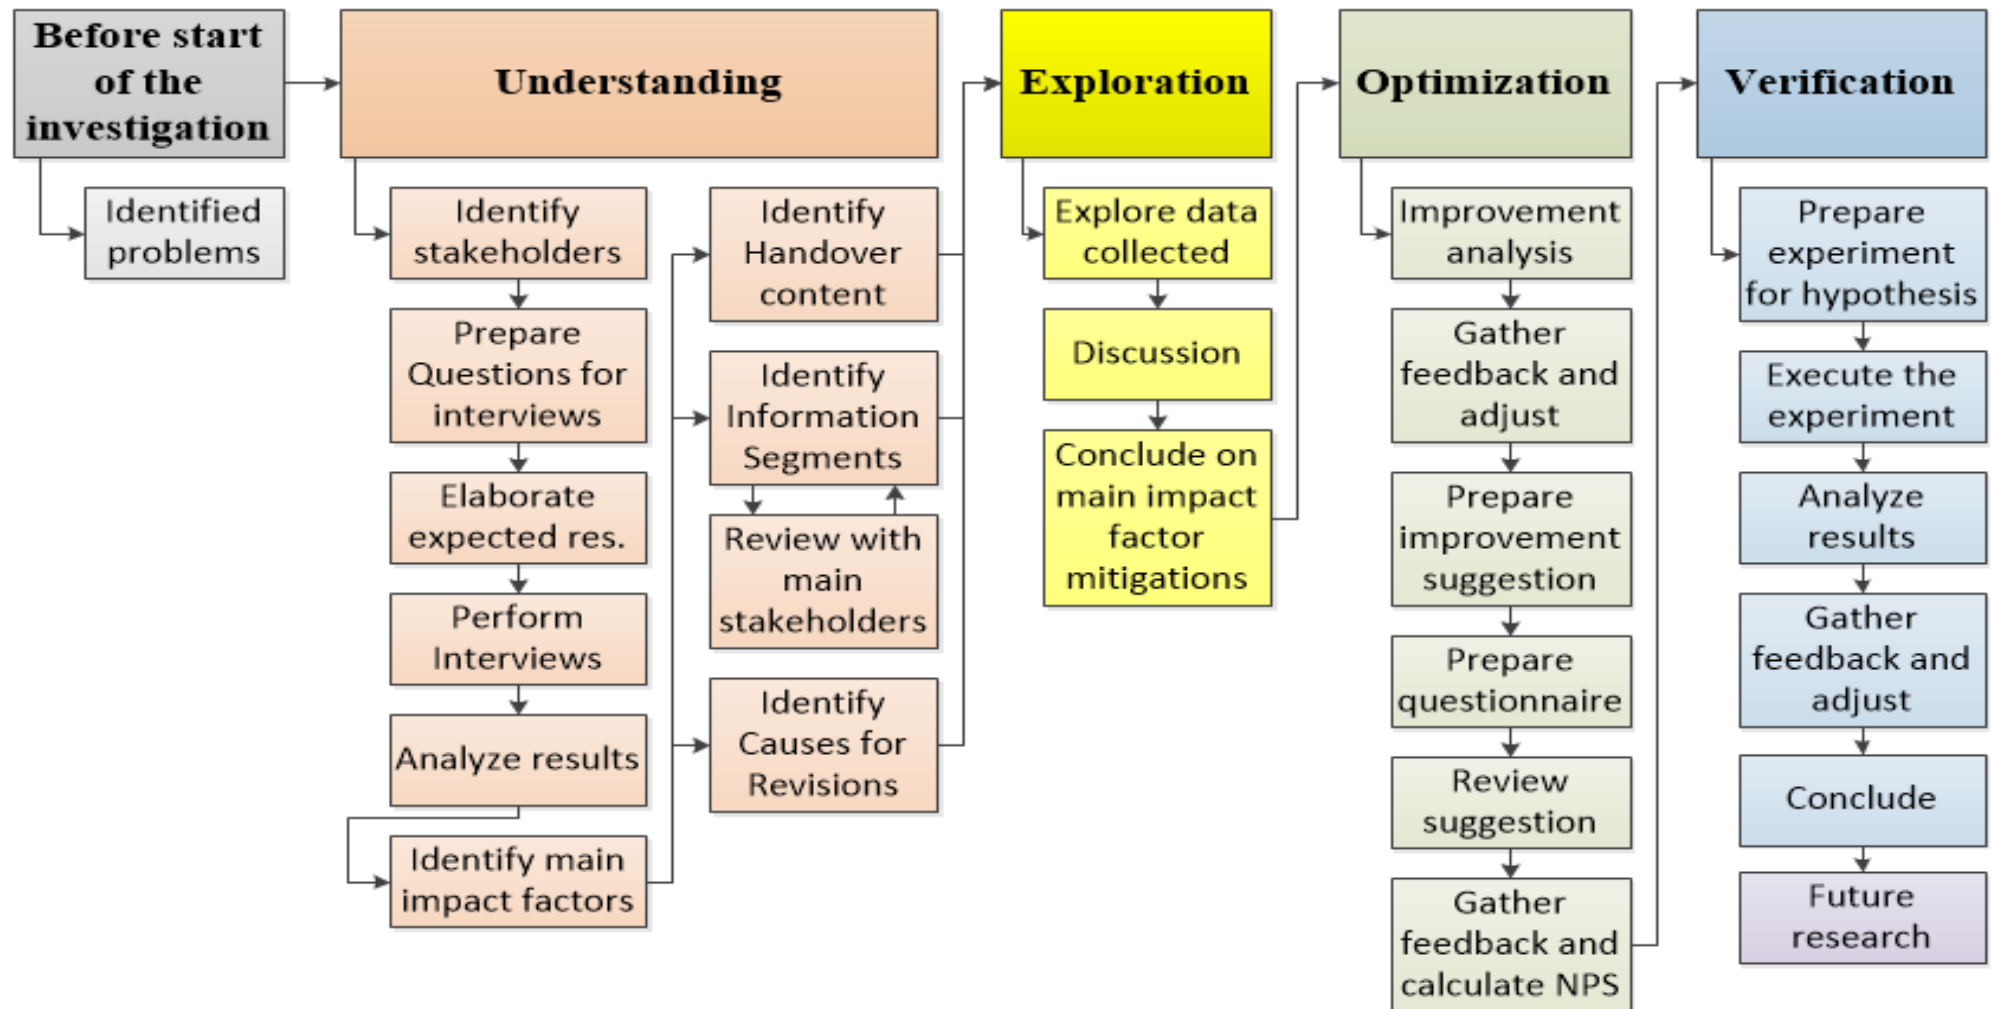 Before start
of the
investigation
Identified
problems
Understanding
Identify
stakeholders
Prepare
Questions for
interviews
Elaborate
expected res.
Perform
Interviews
Analyze results
Identify main
impact factors
Identify
Handover
content
Identify
Information
Segments
Review with
main
stakeholders
Identify
Causes for
Revisions
Exploration
Explore data
collected
Discussion
Conclude on
main impact
factor
mitigations
Optimization
Improvement
analysis
Gather
feedback and
adjust
Prepare
improvement
suggestion
Prepare
questionnaire
Review
suggestion
Gather
feedback and
calculate NPS
Verification
Prepare
experiment
for hypothesis
Execute the
experiment
Analyze
results
Gather
feedback and
adjust
Conclude
Future
research